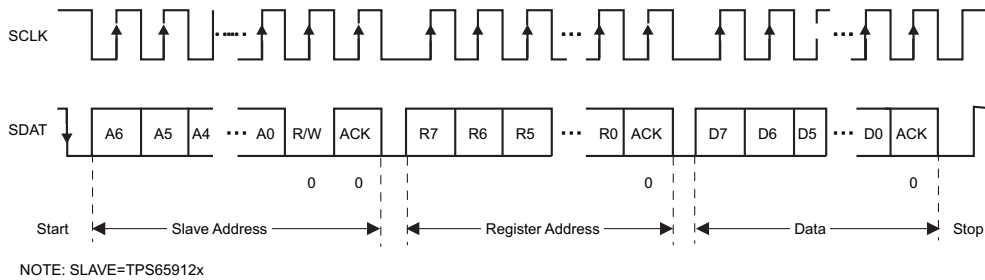 SCLK
SDAT A6 A5 A4 A0 R/W ACK R7 R6 R5 R0 ACK D7 D6 D5 D0 ACK
0 0 0 0
Start Slave Address Register Address Data Stop
NOTE: SLAVE=TPS65912x